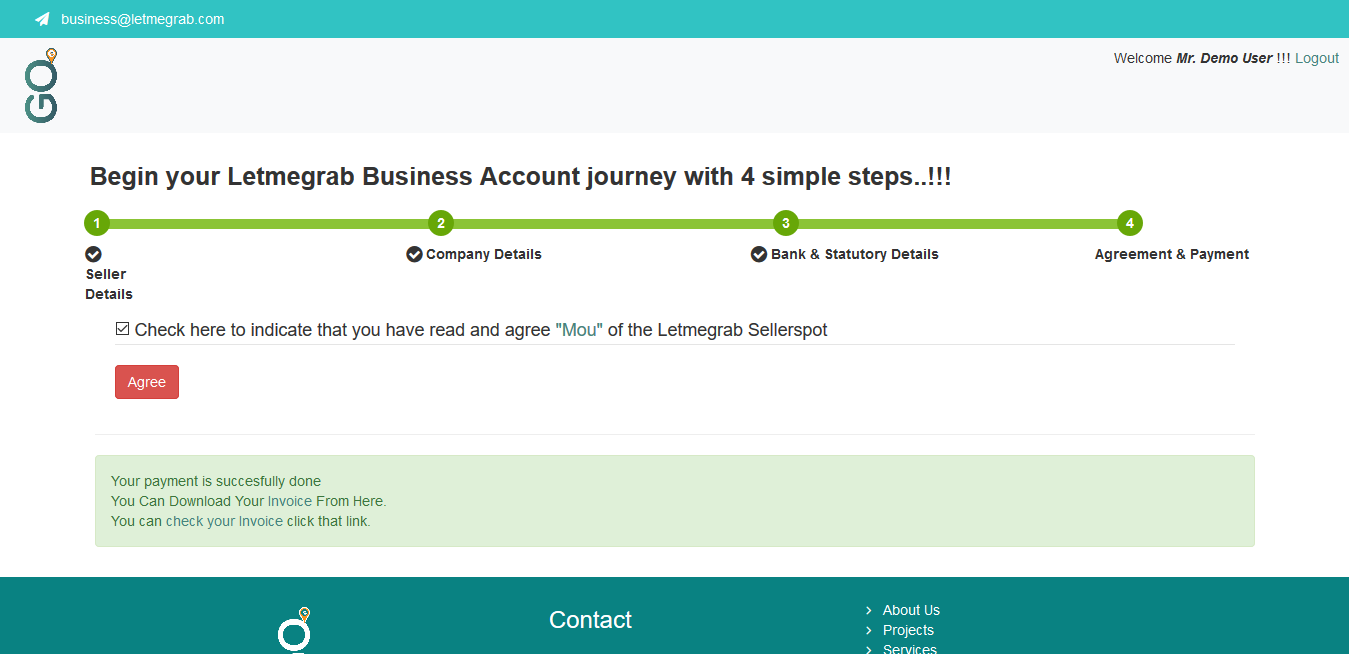 business@letmegrab.com
Welcome Mr. Demo User !!! Logout
GO
Begin your Letmegrab Business Account journey with 4 simple steps..!!!
1 2 3 4
Seller Details
Company Details
Bank & Statutory Details
Agreement & Payment
Check here to indicate that you have read and agree "Mou" of the Letmegrab Sellerspot
Agree
Your payment is succesfully done
You Can Download Your Invoice From Here.
You can check your Invoice click that link.
Contact
About Us
Projects
Services